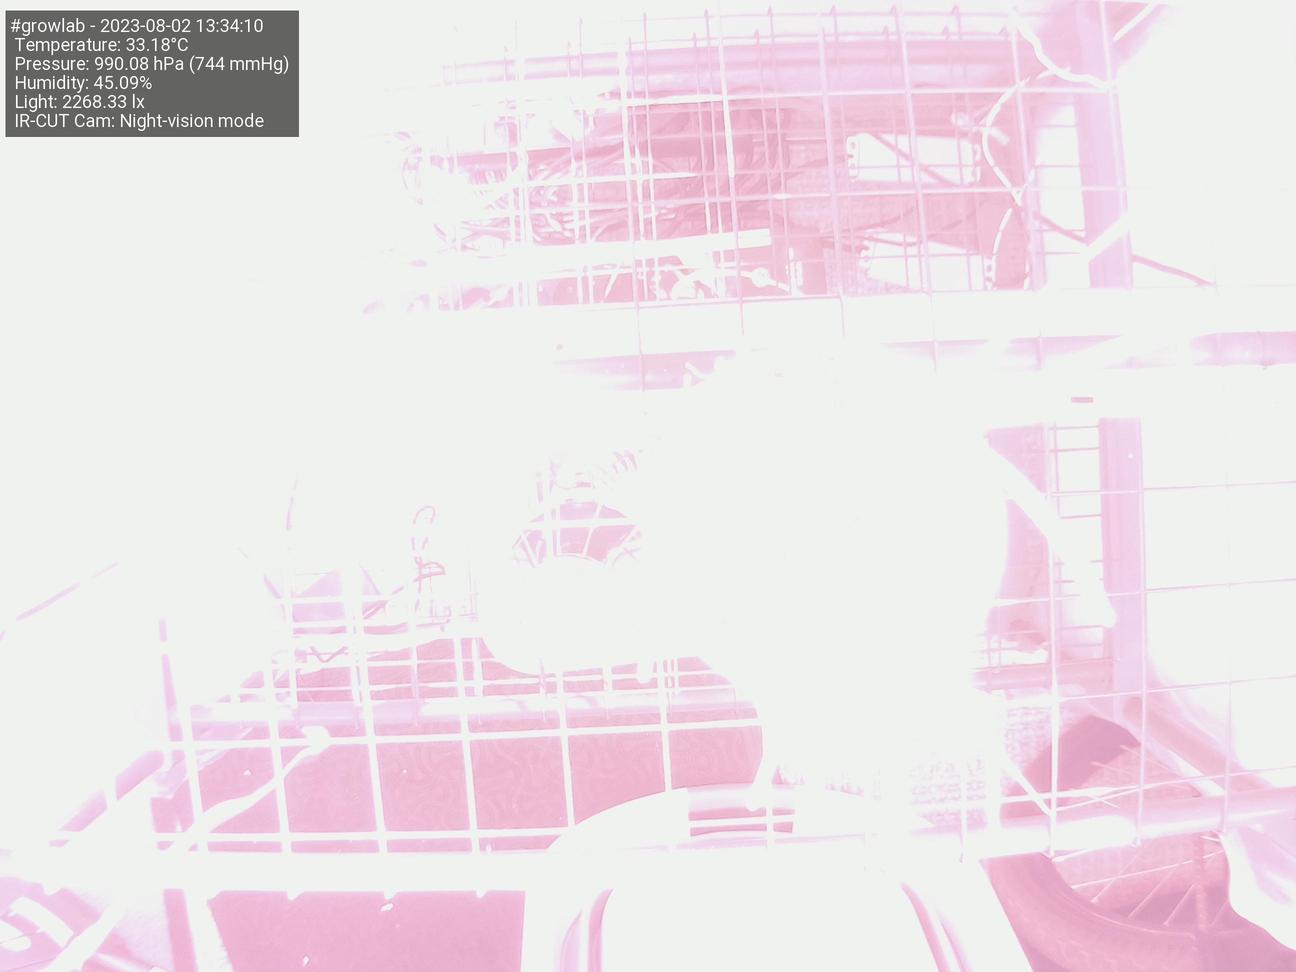 #growlab - 2023-08-02 13:34:10
Temperature: 33.18°C
Pressure: 990.08 hPa (744 mmHg)
Humidity: 45.09%
Light: 2268.33 lx
IR-CUT Cam: Night-vision mode